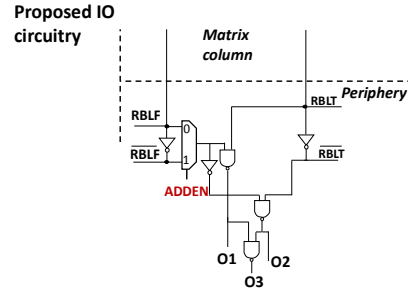 Proposed IO
circuitry
Matrix
column
Periphery
RBLF
RBLT
0
RBLF
RBLT
1
ADDEN
O1
O2
O3